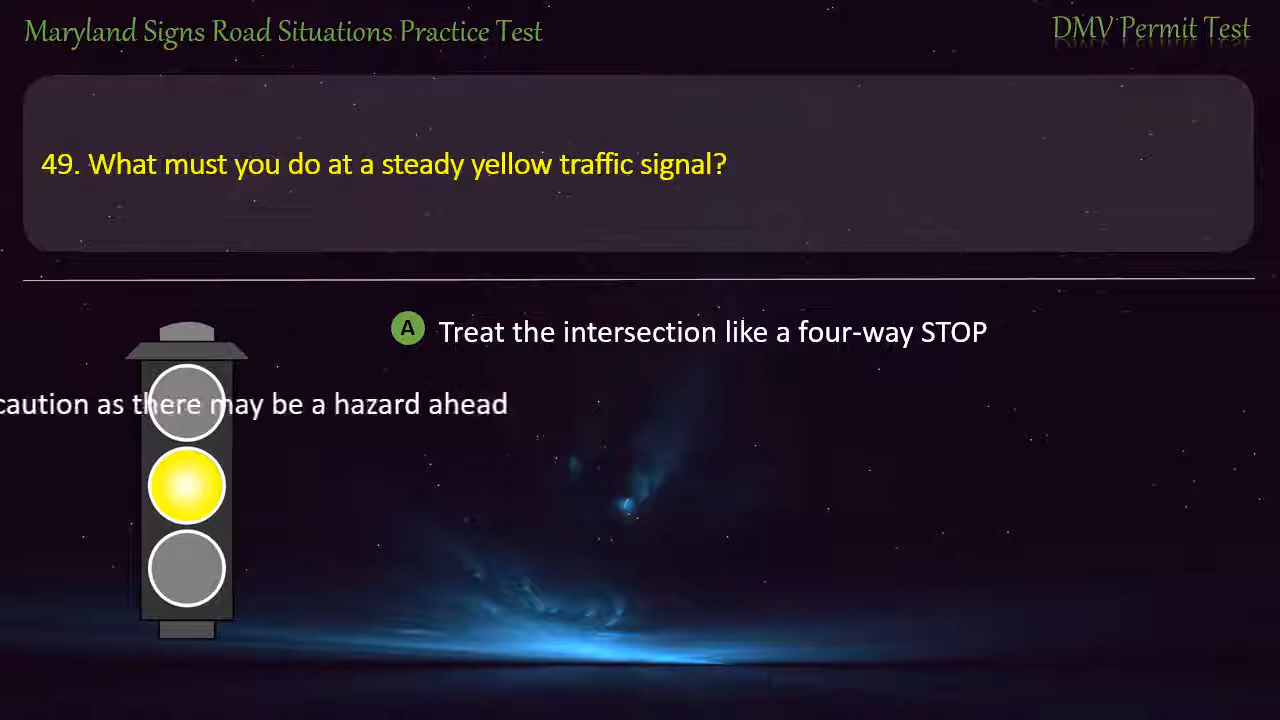 Maryland Signs Road Situations Practice Test
DMV Permit Test
49. What must you do at a steady yellow traffic signal?
A Treat the intersection like a four-way STOP
caution as there may be a hazard ahead